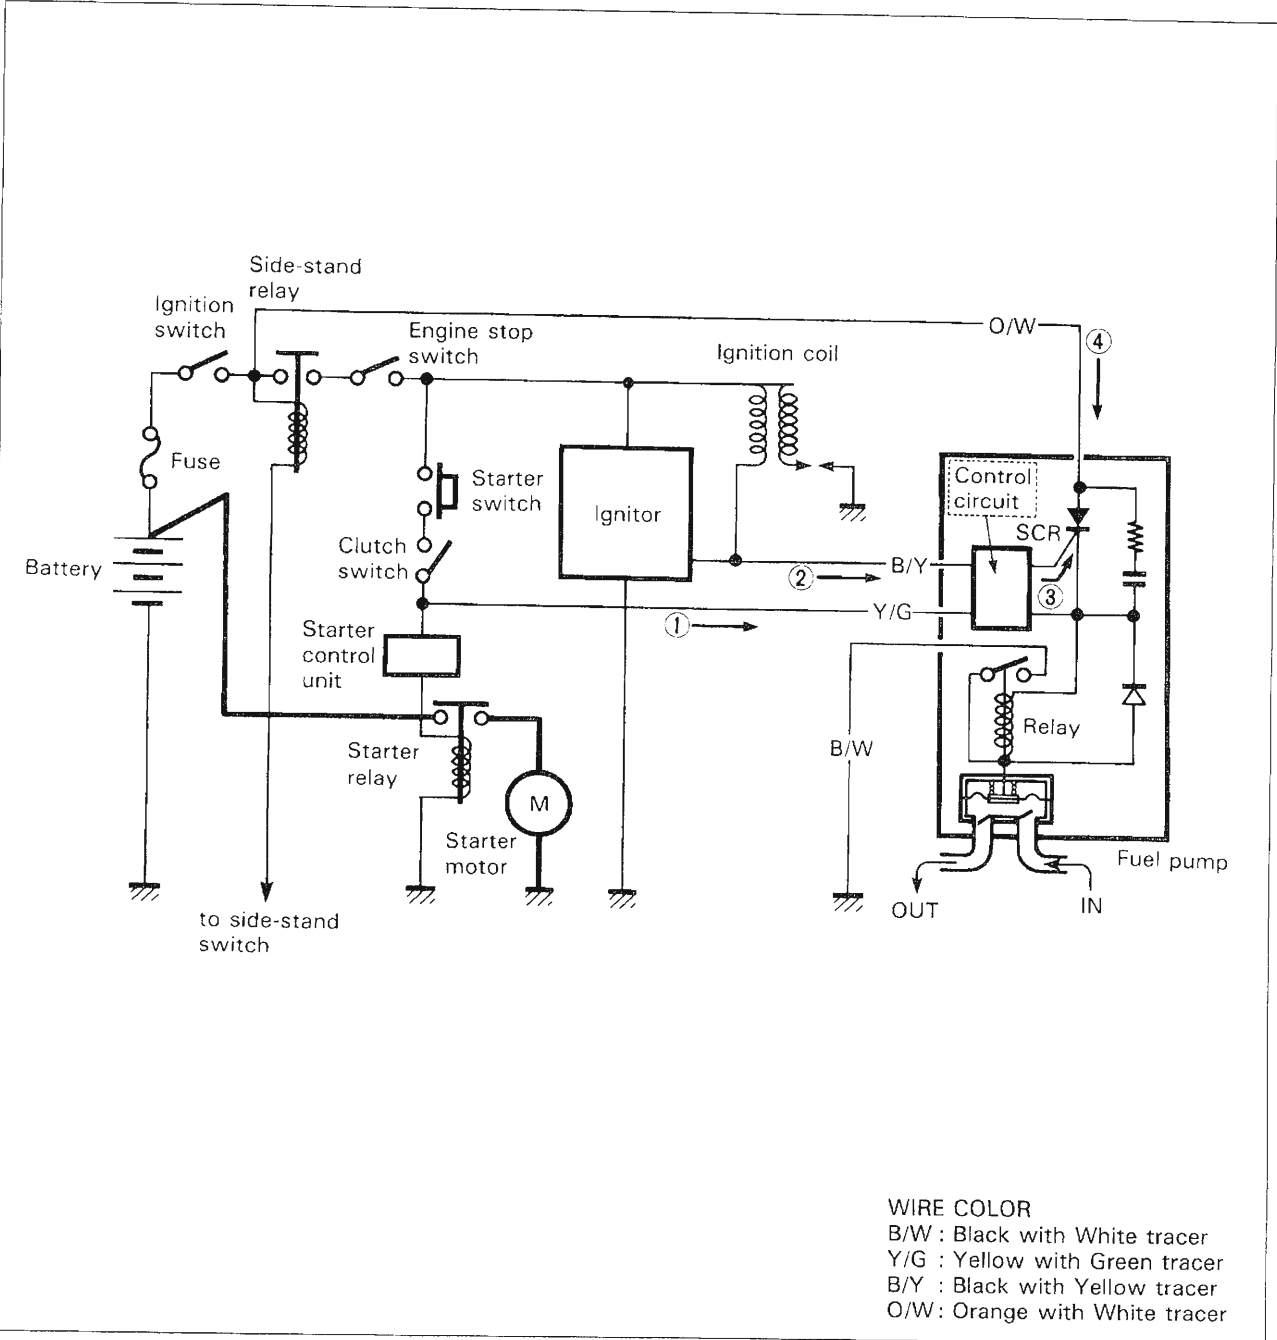 Side-stand
relay
Ignition
switch
Engine stop
switch
O/W
4
Ignition coil
Fuse
Starter
switch
Control
circuit
SCR
Ignitor
Clutch
switch
Battery
2
B/Y
3
1
Y/G
Starter
control
unit
Relay
B/W
Starter
relay
M
Starter
motor
Fuel pump
OUT
IN
to side-stand
switch
WIRE COLOR
B/W : Black with White tracer
Y/G : Yellow with Green tracer
B/Y : Black with Yellow tracer
O/W : Orange with White tracer